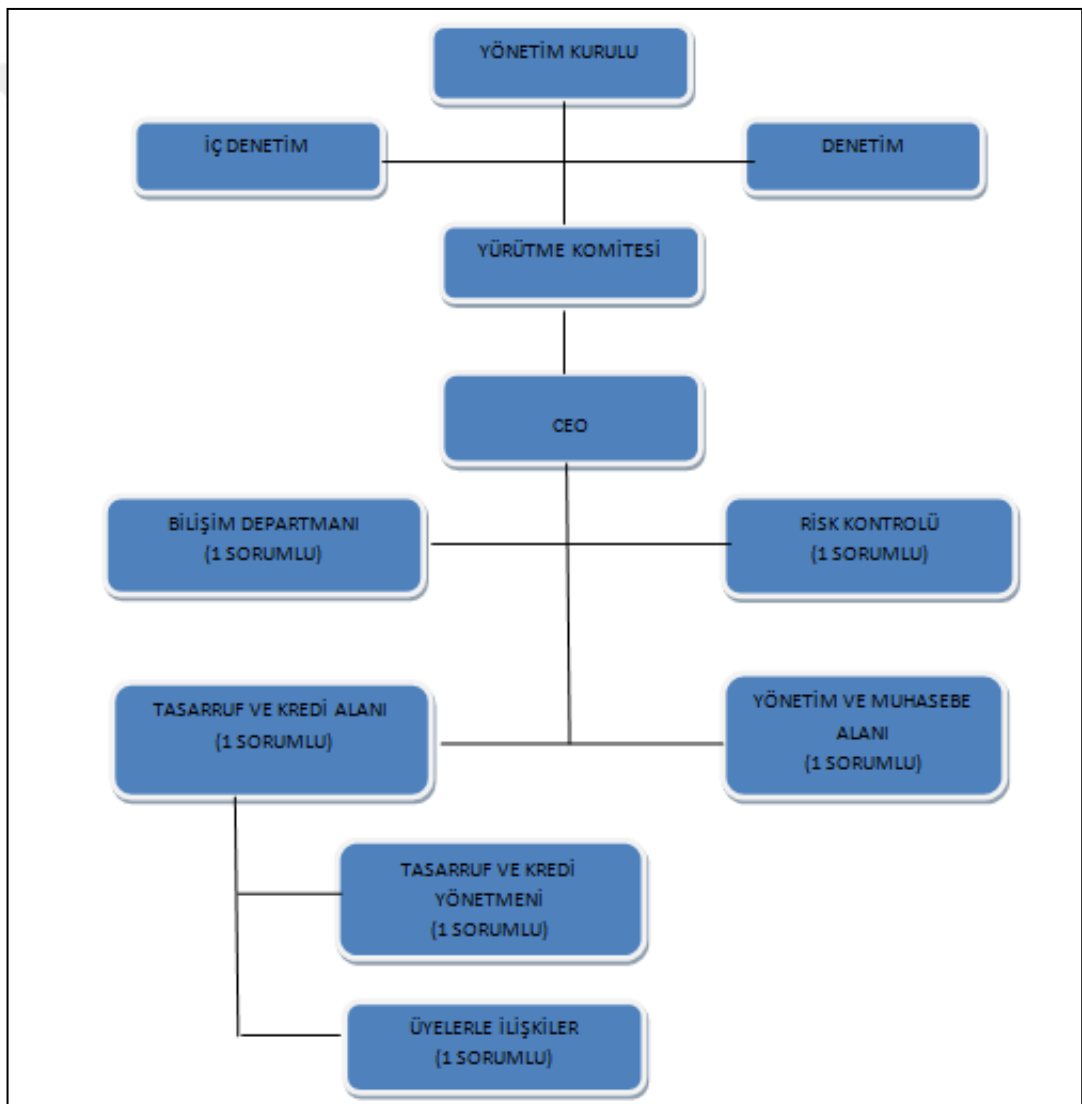 YÖNETİM KURULU
İÇ DENETİM
DENETİM
YÜRÜTME KOMİTESİ
CEO
BİLİŞİM DEPARTMANI
(1 SORUMLU)
RİSK KONTROLÜ
(1 SORUMLU)
TASARRUF VE KREDİ ALANI
(1 SORUMLU)
YÖNETİM VE MUHASEBE
ALANI
(1 SORUMLU)
TASARRUF VE KREDİ
YÖNETMENİ
(1 SORUMLU)
ÜYELERLE İLİŞKİLER
(1 SORUMLU)